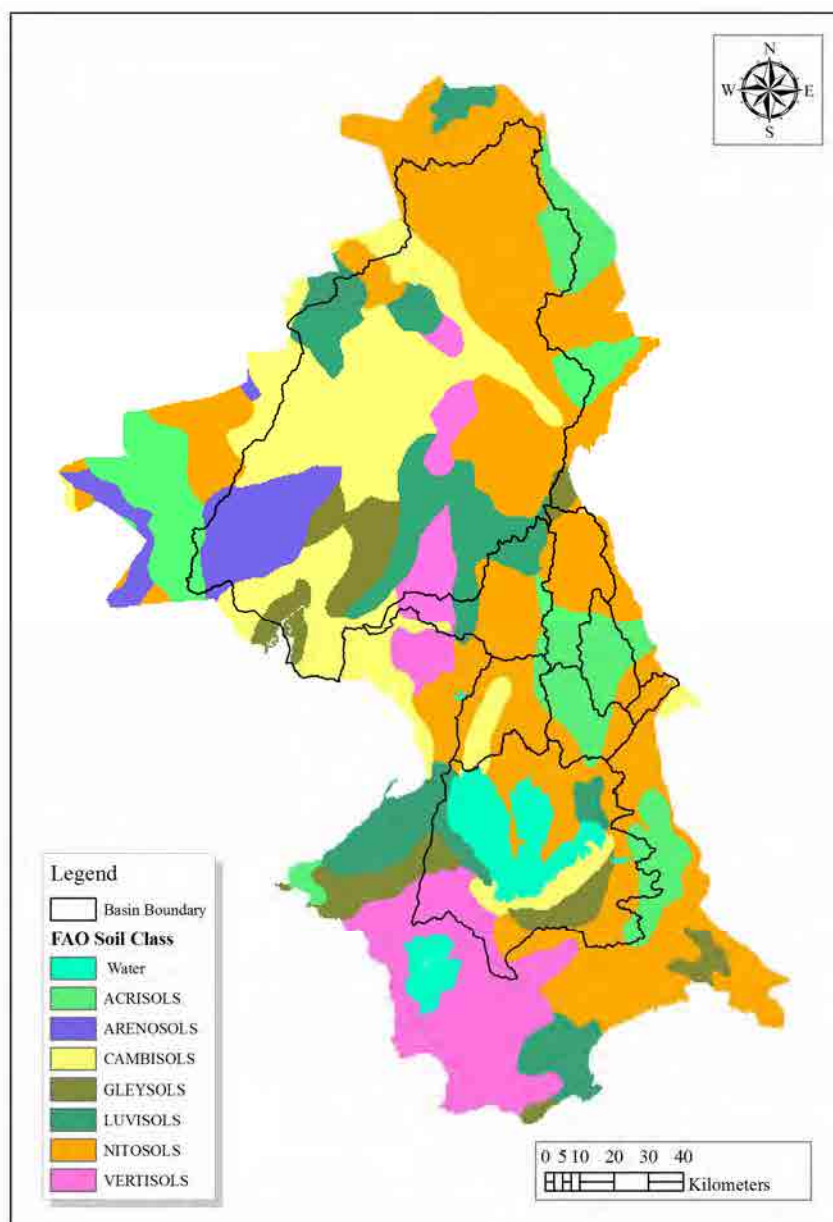 N
W E
S
Legend
Basin Boundary
FAO Soil Class
Water
ACRISOLS
ARENOSOLS
CAMBISOLS
GLEYSOLS
LUVISOLS
NITOSOLS
VERTISOLS
0 5 10 20 30 40
Kilometers